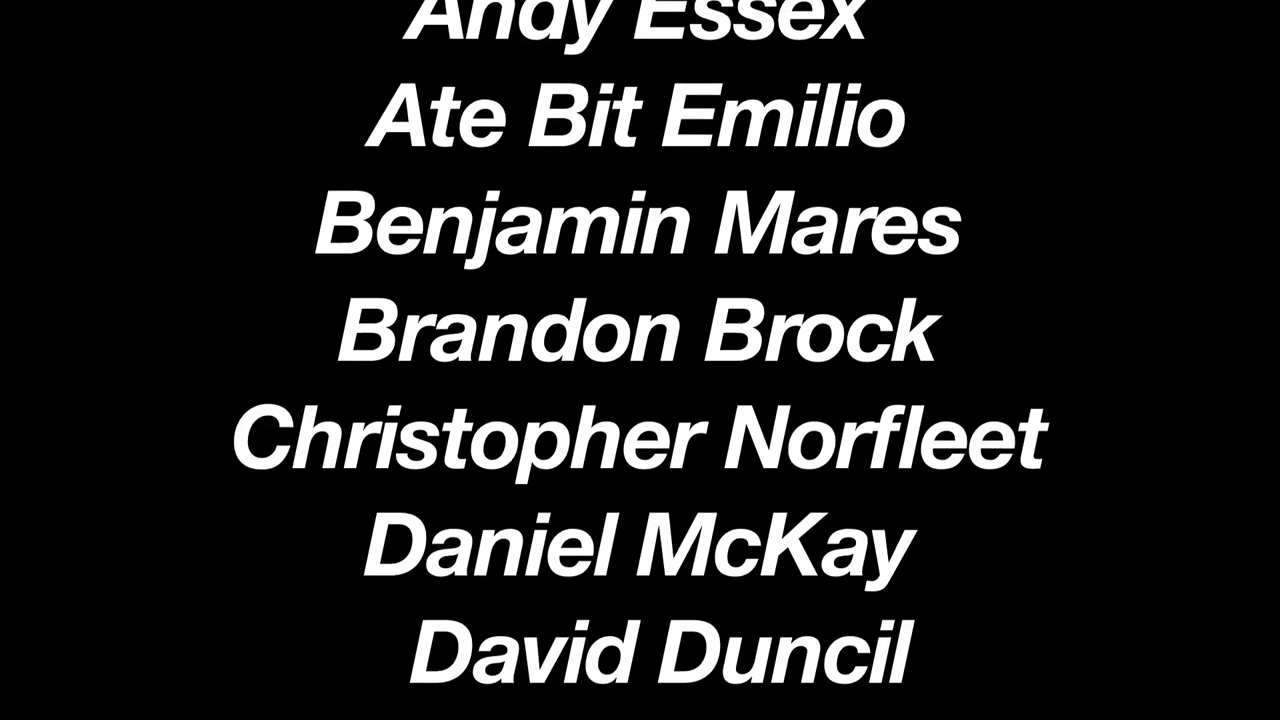 Andy Essex
Ate Bit Emilio
Benjamin Mares
Brandon Brock
Christopher Norfleet
Daniel McKay
David Duncil